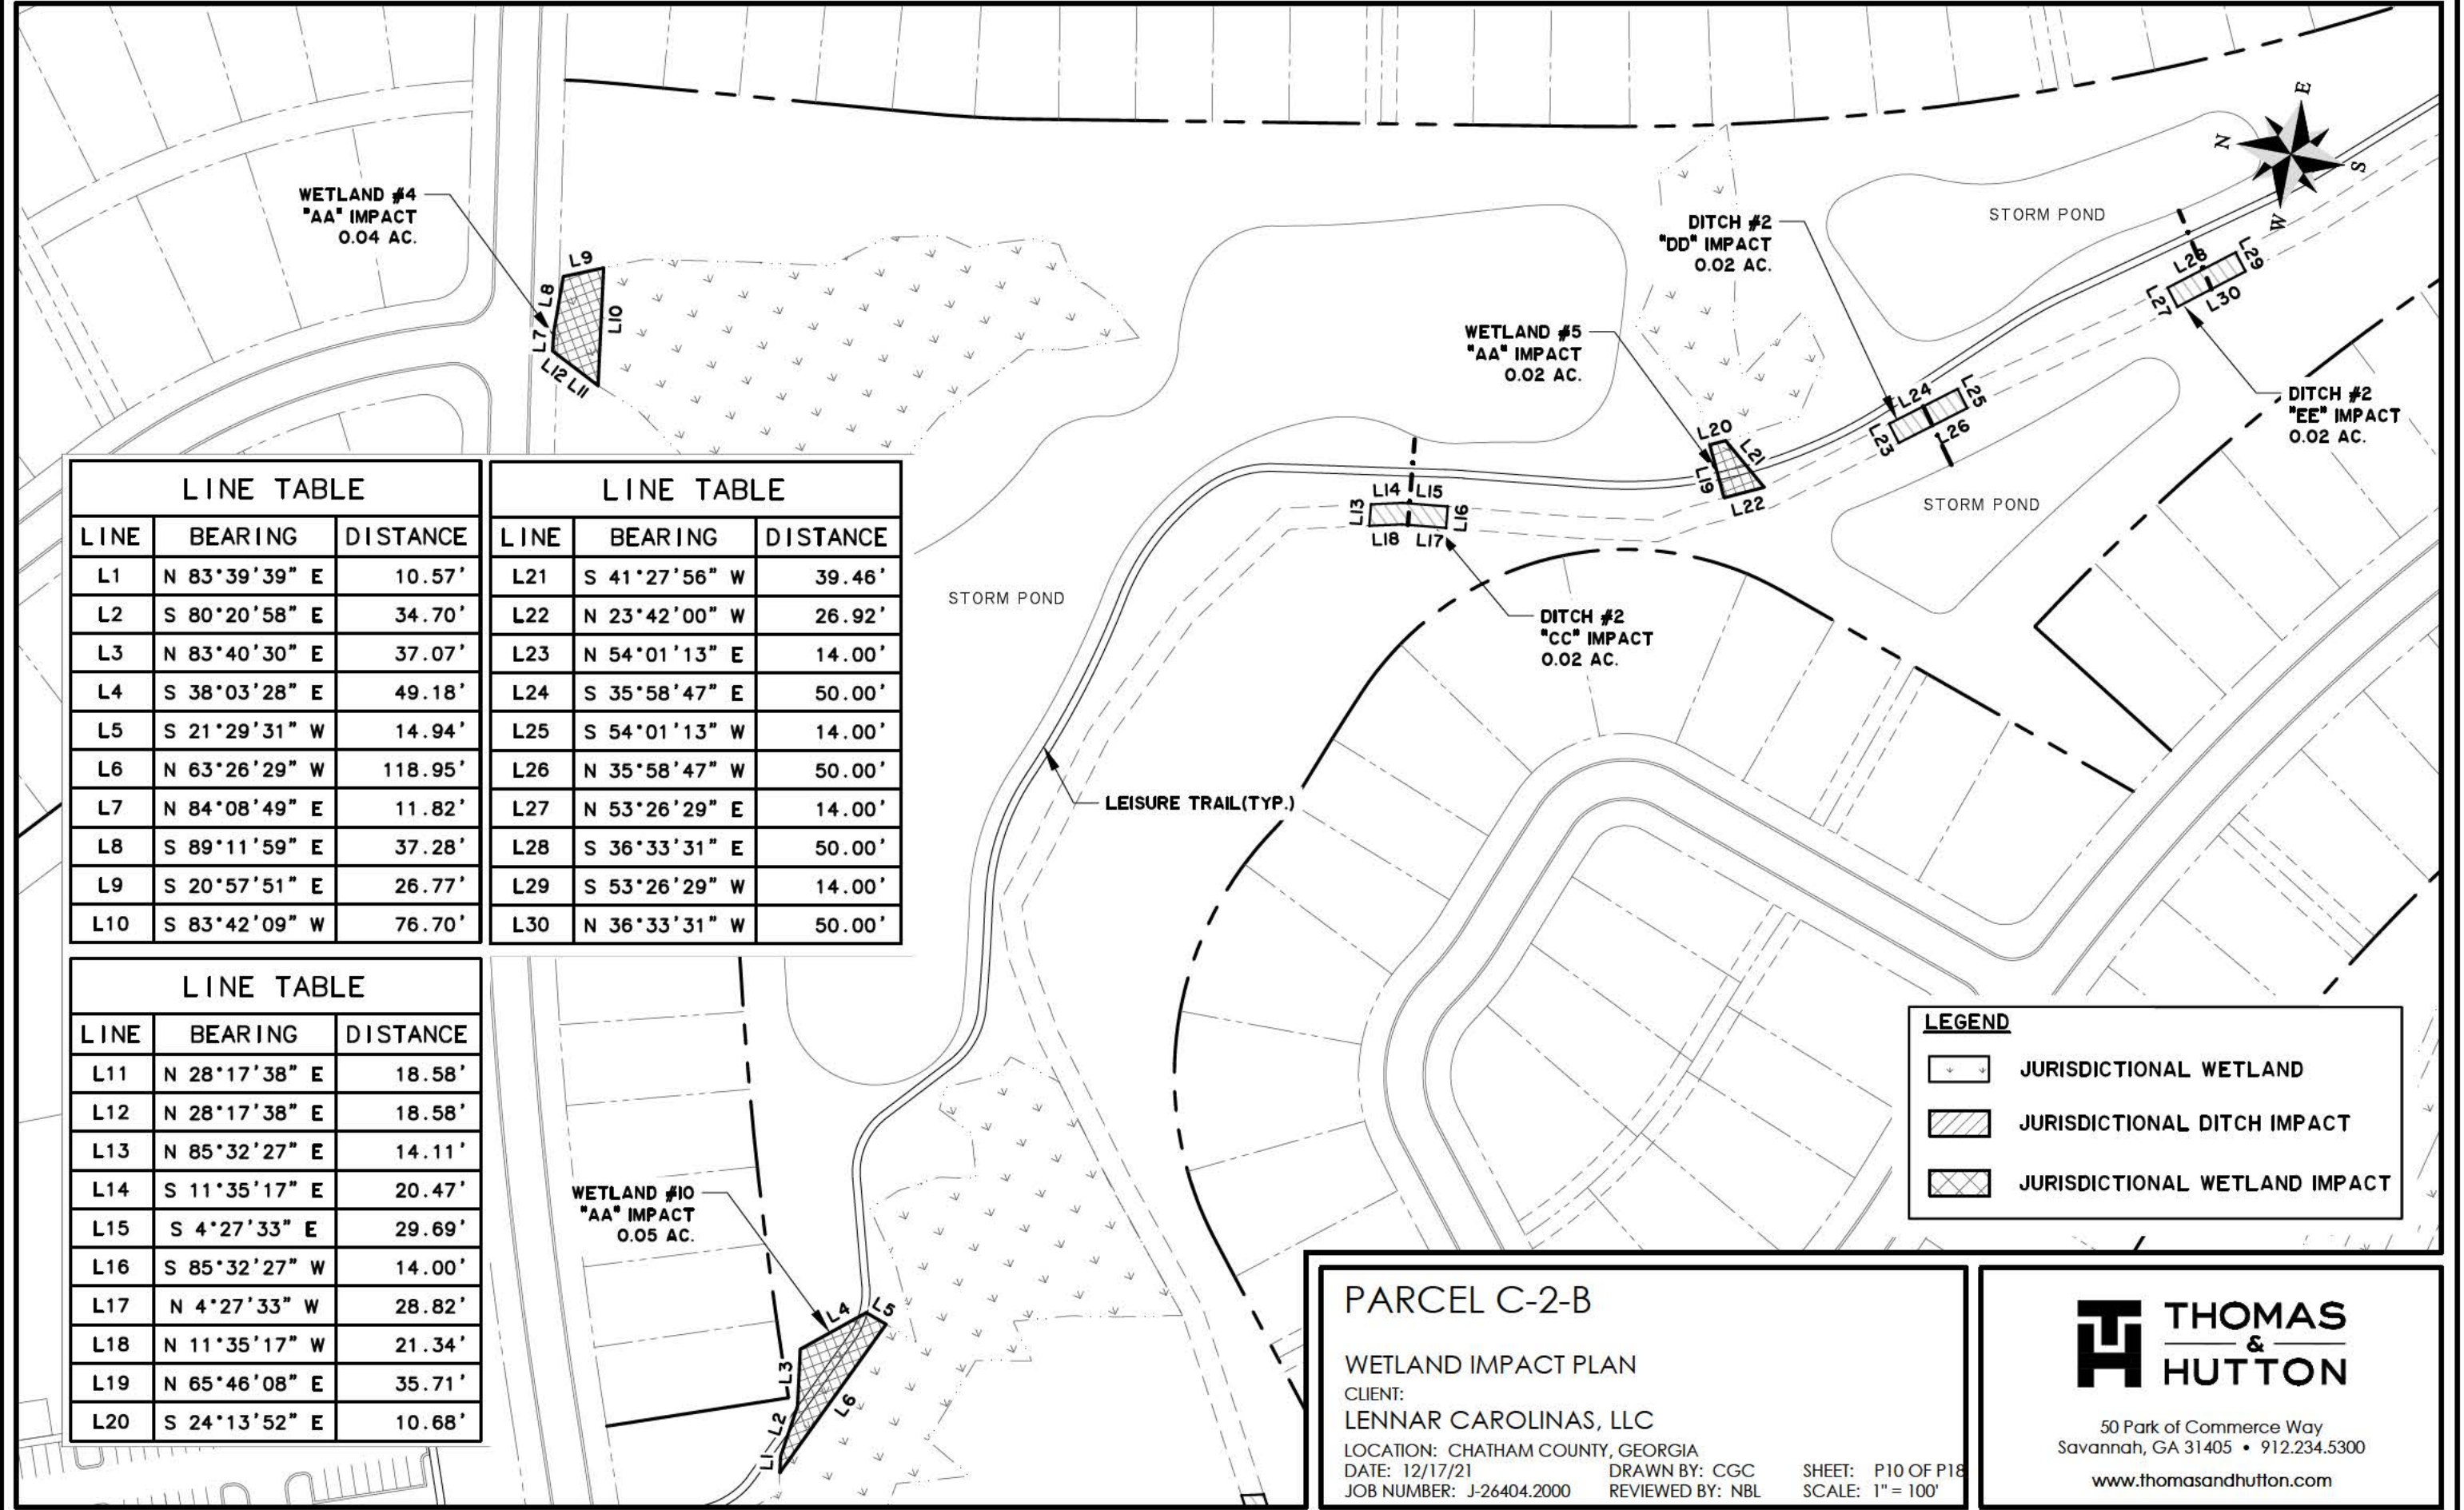 WETLAND #4
"AA" IMPACT
0.04 AC.
L7
L8
L9
L10
L12 L11
E
N
S
W
STORM POND
DITCH #2
"DD" IMPACT
0.02 AC.
WETLAND #5
"AA" IMPACT
0.02 AC.
L28
L29
L27
L30
L24
L25
L23
L26
L20
L21
L19
L22
DITCH #2
"EE" IMPACT
0.02 AC.
L14 L15
L13
L16
L18 L17
STORM POND
STORM POND
DITCH #2
"CC" IMPACT
0.02 AC.
LEISURE TRAIL(TYP.)
LINE TABLE
LINE BEARING DISTANCE
L1 N 83°39'39" E 10.57'
L2 S 80°20'58" E 34.70'
L3 N 83°40'30" E 37.07'
L4 S 38°03'28" E 49.18'
L5 S 21°29'31" W 14.94'
L6 N 63°26'29" W 118.95'
L7 N 84°08'49" E 11.82'
L8 S 89°11'59" E 37.28'
L9 S 20°57'51" E 26.77'
L10 S 83°42'09" W 76.70'
LINE TABLE
LINE BEARING DISTANCE
L21 S 41°27'56" W 39.46'
L22 N 23°42'00" W 26.92'
L23 N 54°01'13" E 14.00'
L24 S 35°58'47" E 50.00'
L25 S 54°01'13" W 14.00'
L26 N 35°58'47" W 50.00'
L27 N 53°26'29" E 14.00'
L28 S 36°33'31" E 50.00'
L29 S 53°26'29" W 14.00'
L30 N 36°33'31" W 50.00'
LINE TABLE
LINE BEARING DISTANCE
L11 N 28°17'38" E 18.58'
L12 N 28°17'38" E 18.58'
L13 N 85°32'27" E 14.11'
L14 S 11°35'17" E 20.47'
L15 S 4°27'33" E 29.69'
L16 S 85°32'27" W 14.00'
L17 N 4°27'33" W 28.82'
L18 N 11°35'17" W 21.34'
L19 N 65°46'08" E 35.71'
L20 S 24°13'52" E 10.68'
WETLAND #10
"AA" IMPACT
0.05 AC.
L4
L5
L3
L6
L2
L1
LEGEND
JURISDICTIONAL WETLAND
JURISDICTIONAL DITCH IMPACT
JURISDICTIONAL WETLAND IMPACT
PARCEL C-2-B
WETLAND IMPACT PLAN
CLIENT:
LENNAR CAROLINAS, LLC
LOCATION: CHATHAM COUNTY, GEORGIA
DATE: 12/17/21 DRAWN BY: CGC SHEET: P10 OF P18
JOB NUMBER: J-26404.2000 REVIEWED BY: NBL SCALE: 1" = 100'
THOMAS
&
HUTTON
50 Park of Commerce Way
Savannah, GA 31405 • 912.234.5300
www.thomasandhutton.com